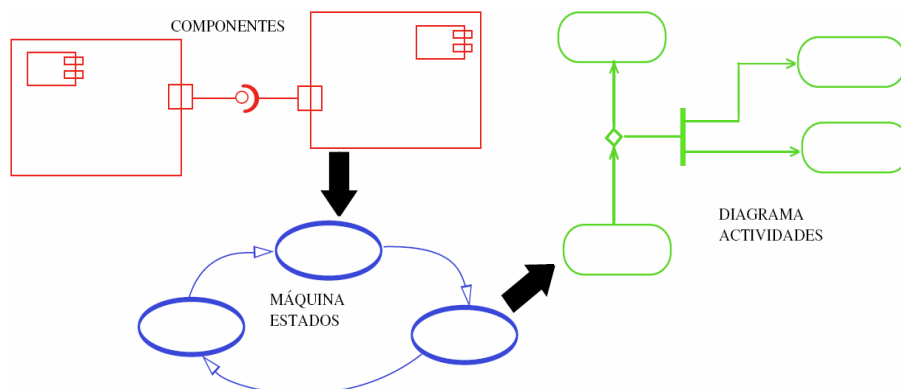 COMPONENTES
DIAGRAMA
ACTIVIDADES
MÁQUINA
ESTADOS